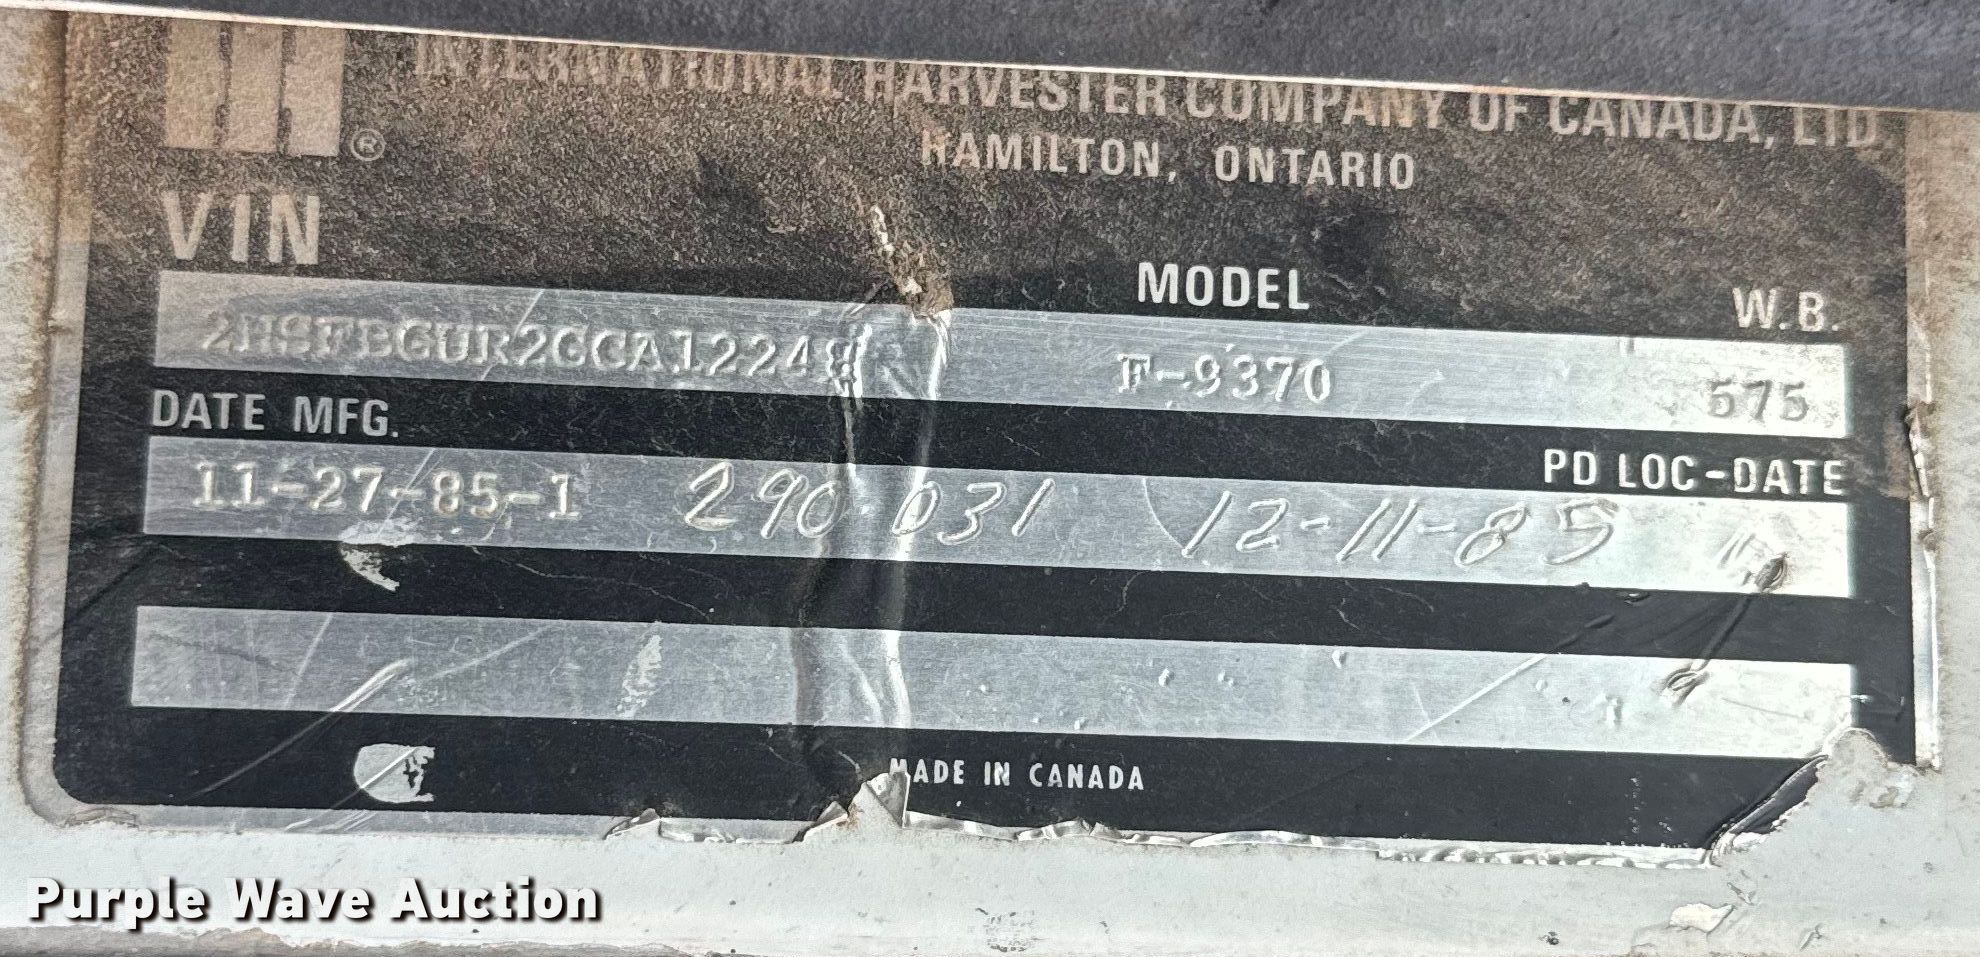 INTERNATIONAL HARVESTER COMPANY OF CANADA, LTD.
HAMILTON, ONTARIO
®
VIN MODEL W.B.
2HSFBGUR2GCA12248 F-9370 575
DATE MFG. PD LOC-DATE
11-27-85-1 290.031 12-11-85
MADE IN CANADA
Purple Wave Auction